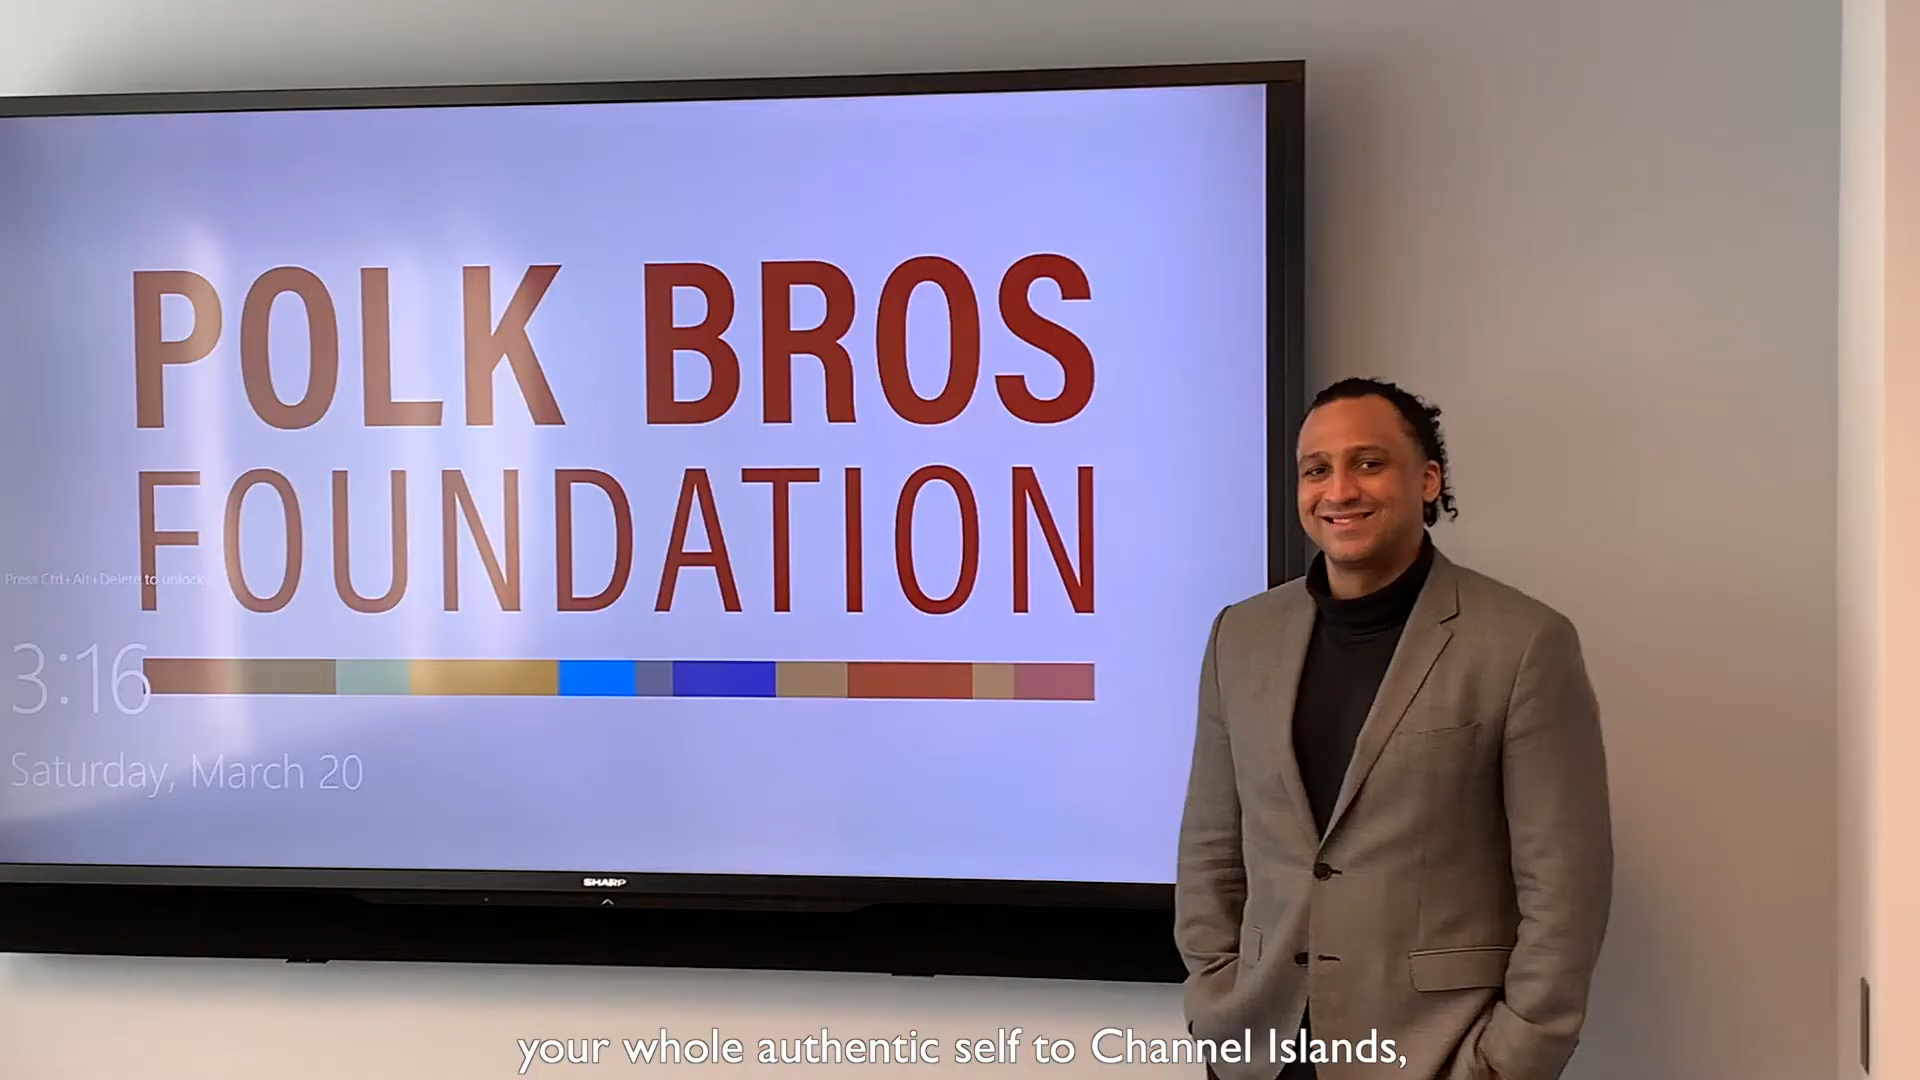 POLK BROS
FOUNDATION
Press Ctrl+Alt+Delete to unlock.
3:16
Saturday, March 20
SHARP
your whole authentic self to Channel Islands,